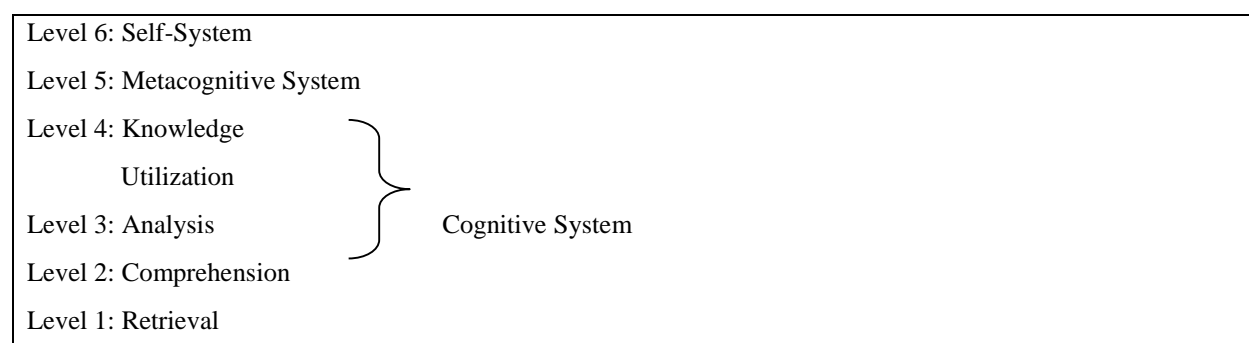 Level 6: Self-System
Level 5: Metacognitive System
Level 4: Knowledge
Utilization
Level 3: Analysis Cognitive System
Level 2: Comprehension
Level 1: Retrieval